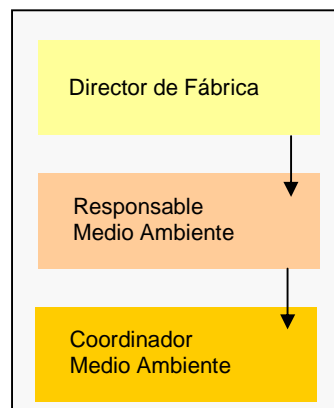 Director de Fábrica
Responsable
Medio Ambiente
Coordinador
Medio Ambiente